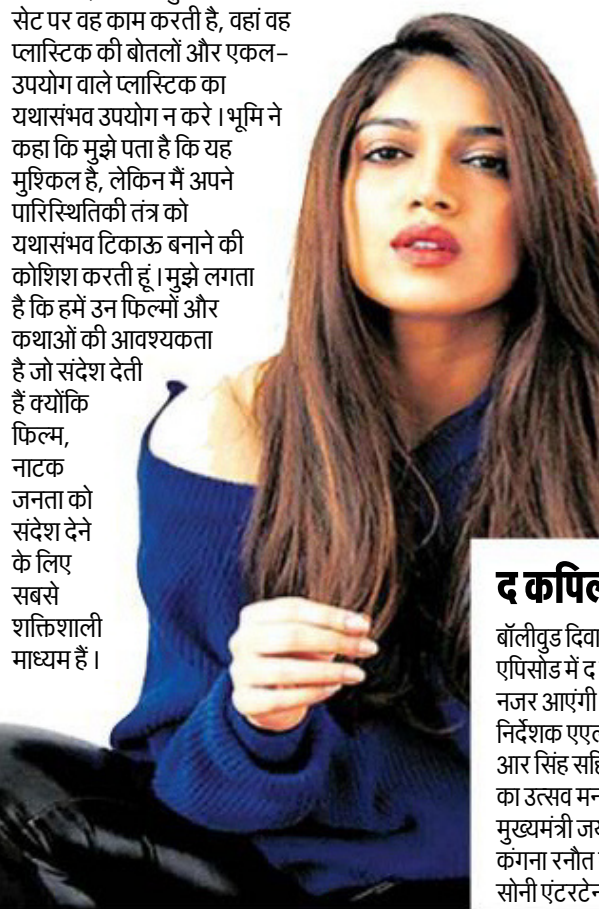 सेट पर वह काम करती है, वहां वह
प्लास्टिक की बोतलों और एकल-
उपयोग वाले प्लास्टिक का
यथासंभव उपयोग न करे। भूमि ने
कहा कि मुझे पता है कि यह
मुश्किल है, लेकिन मैं अपने
पारिस्थितिकी तंत्र को
यथासंभव टिकाऊ बनाने की
कोशिश करती हूं। मुझे लगता
है कि हमें उन फिल्मों और
कथाओं की आवश्यकता
है जो संदेश देती
हैं क्योंकि
फिल्म,
नाटक
जनता को
संदेश देने
के लिए
सबसे
शक्तिशाली
माध्यम हैं।
द कपिल
बॉलीवुड
एपिसोड में द
नजर आएंगी
निर्देशक
आर सिंह
का उत्सव
मुख्यमंत्री
कंगना रनौत
सोनी